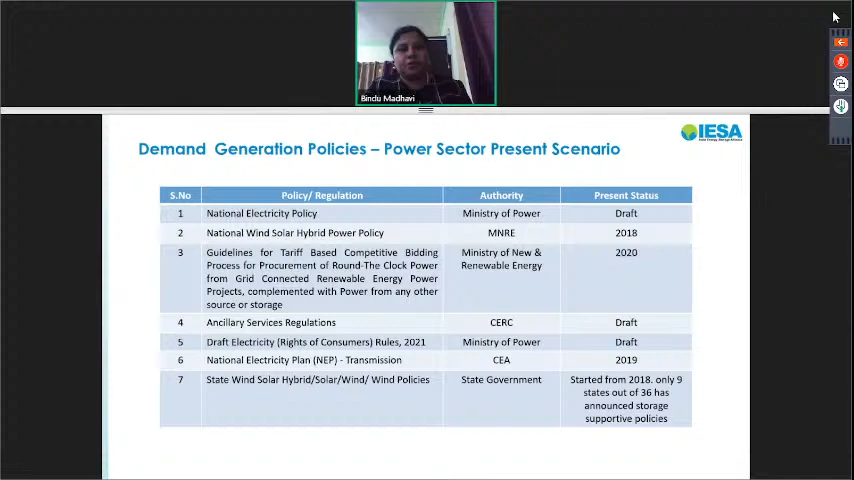 Bindu Madhavi
IESA
India Energy Storage Alliance
Demand Generation Policies – Power Sector Present Scenario
S.No Policy/ Regulation Authority Present Status
1 National Electricity Policy Ministry of Power Draft
2 National Wind Solar Hybrid Power Policy MNRE 2018
3 Guidelines for Tariff Based Competitive Bidding Ministry of New & 2020
Process for Procurement of Round-The Clock Power Renewable Energy
from Grid Connected Renewable Energy Power
Projects, complemented with Power from any other
source or storage
4 Ancillary Services Regulations CERC Draft
5 Draft Electricity (Rights of Consumers) Rules, 2021 Ministry of Power Draft
6 National Electricity Plan (NEP) - Transmission CEA 2019
7 State Wind Solar Hybrid/Solar/Wind/ Wind Policies State Government Started from 2018. only 9
states out of 36 has
announced storage
supportive policies